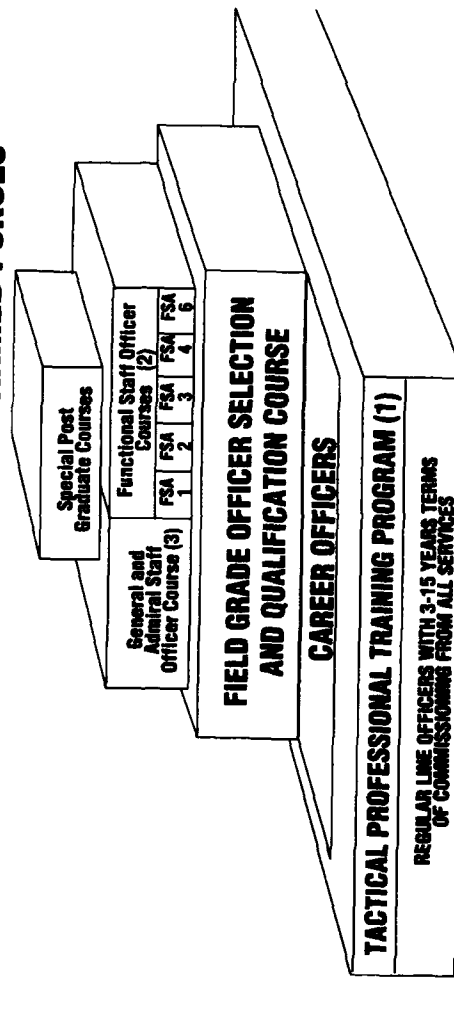 Special Post
Graduate Courses
General and
Admiral Staff
Officer Course (3)
Functional Staff Officer
Courses (2)
FSA
1
FSA
2
FSA
3
FSA
4
FSA
6
FIELD GRADE OFFICER SELECTION
AND QUALIFICATION COURSE
CAREER OFFICERS
TACTICAL PROFESSIONAL TRAINING PROGRAM (1)
REGULAR LINE OFFICERS WITH 3-15 YEARS TERMS
OF COMMISSIONING FROM ALL SERVICES